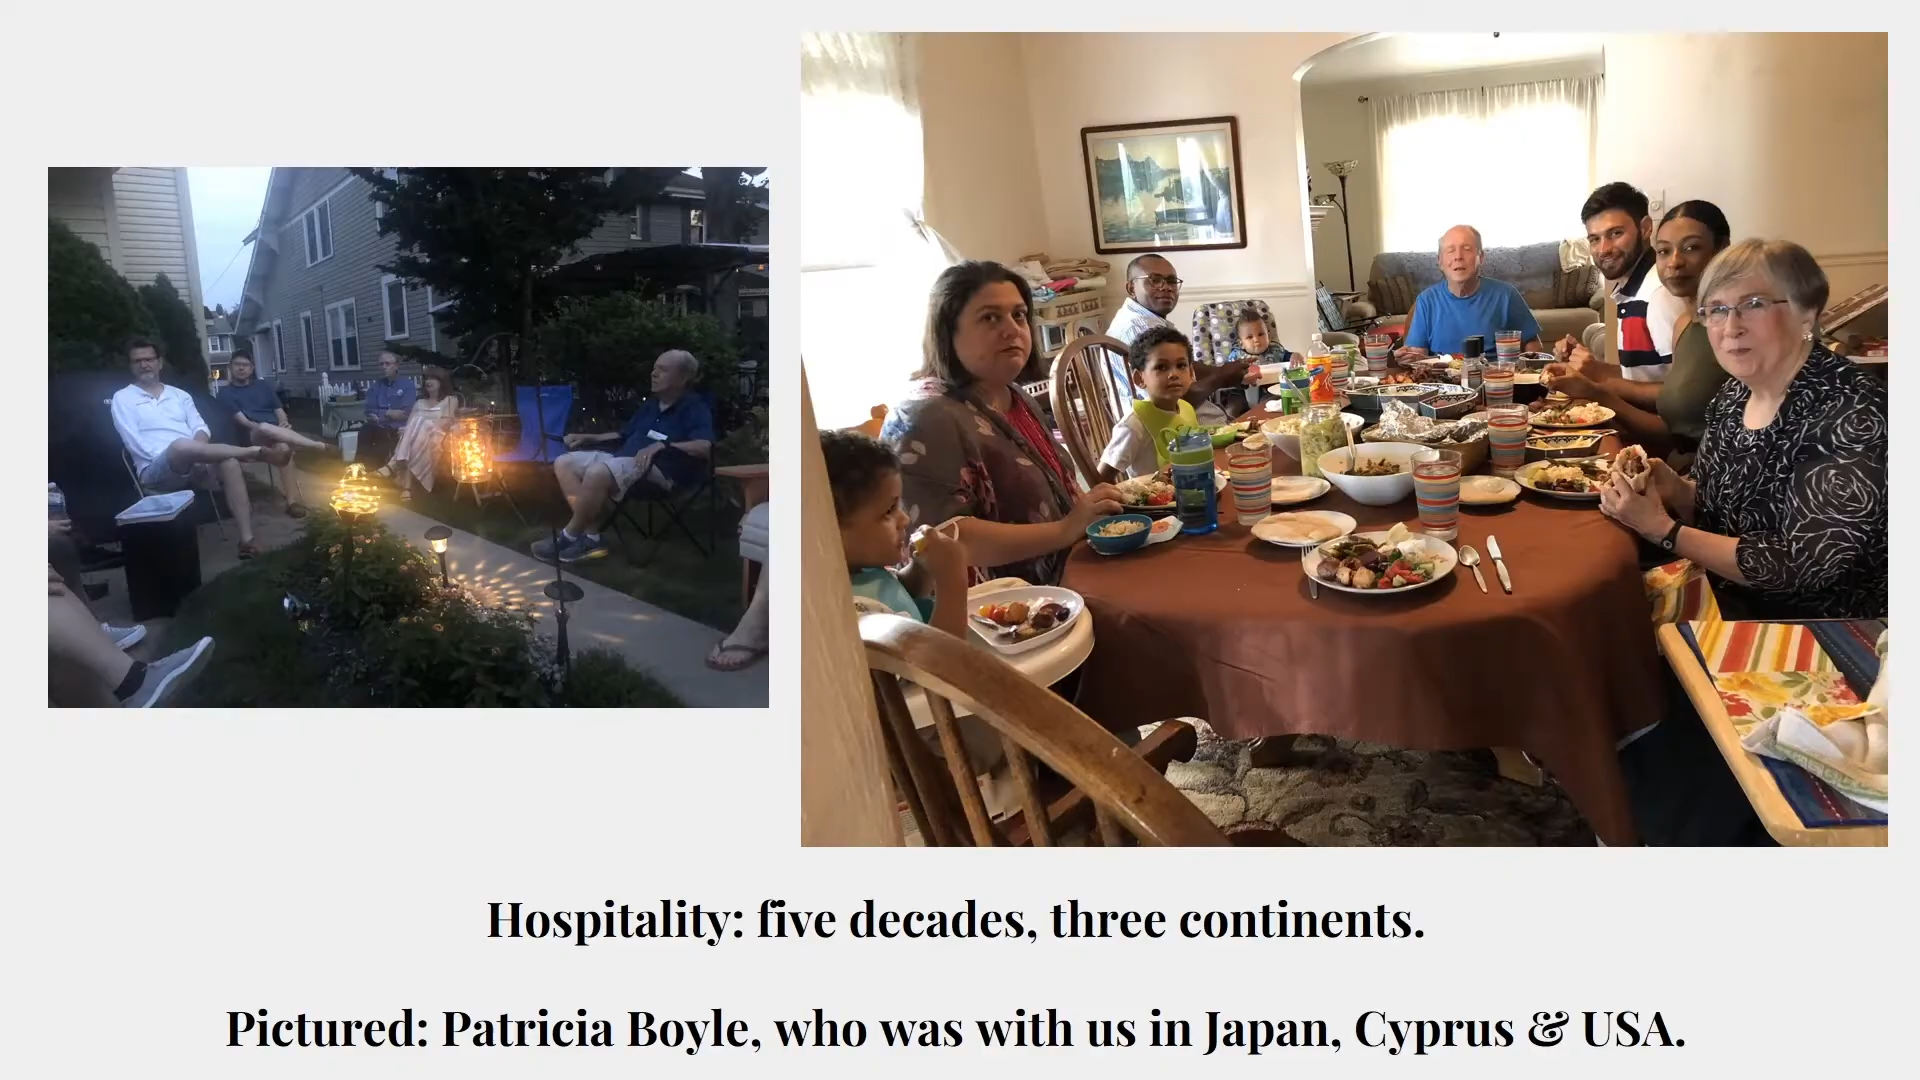 Hospitality: five decades, three continents.
Pictured: Patricia Boyle, who was with us in Japan, Cyprus & USA.